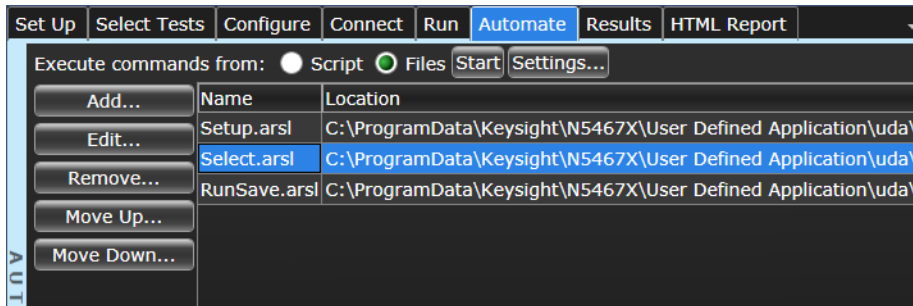 Set Up Select Tests Configure Connect Run Automate Results HTML Report
Execute commands from: Script Files Start Settings...
Add... Name Location
Edit... Setup.arsl C:\ProgramData\Keysight\N5467X\User Defined Application\uda\
Select.arsl C:\ProgramData\Keysight\N5467X\User Defined Application\uda\
Remove... RunSave.arsl C:\ProgramData\Keysight\N5467X\User Defined Application\uda\
Move Up...
Move Down...
A U T